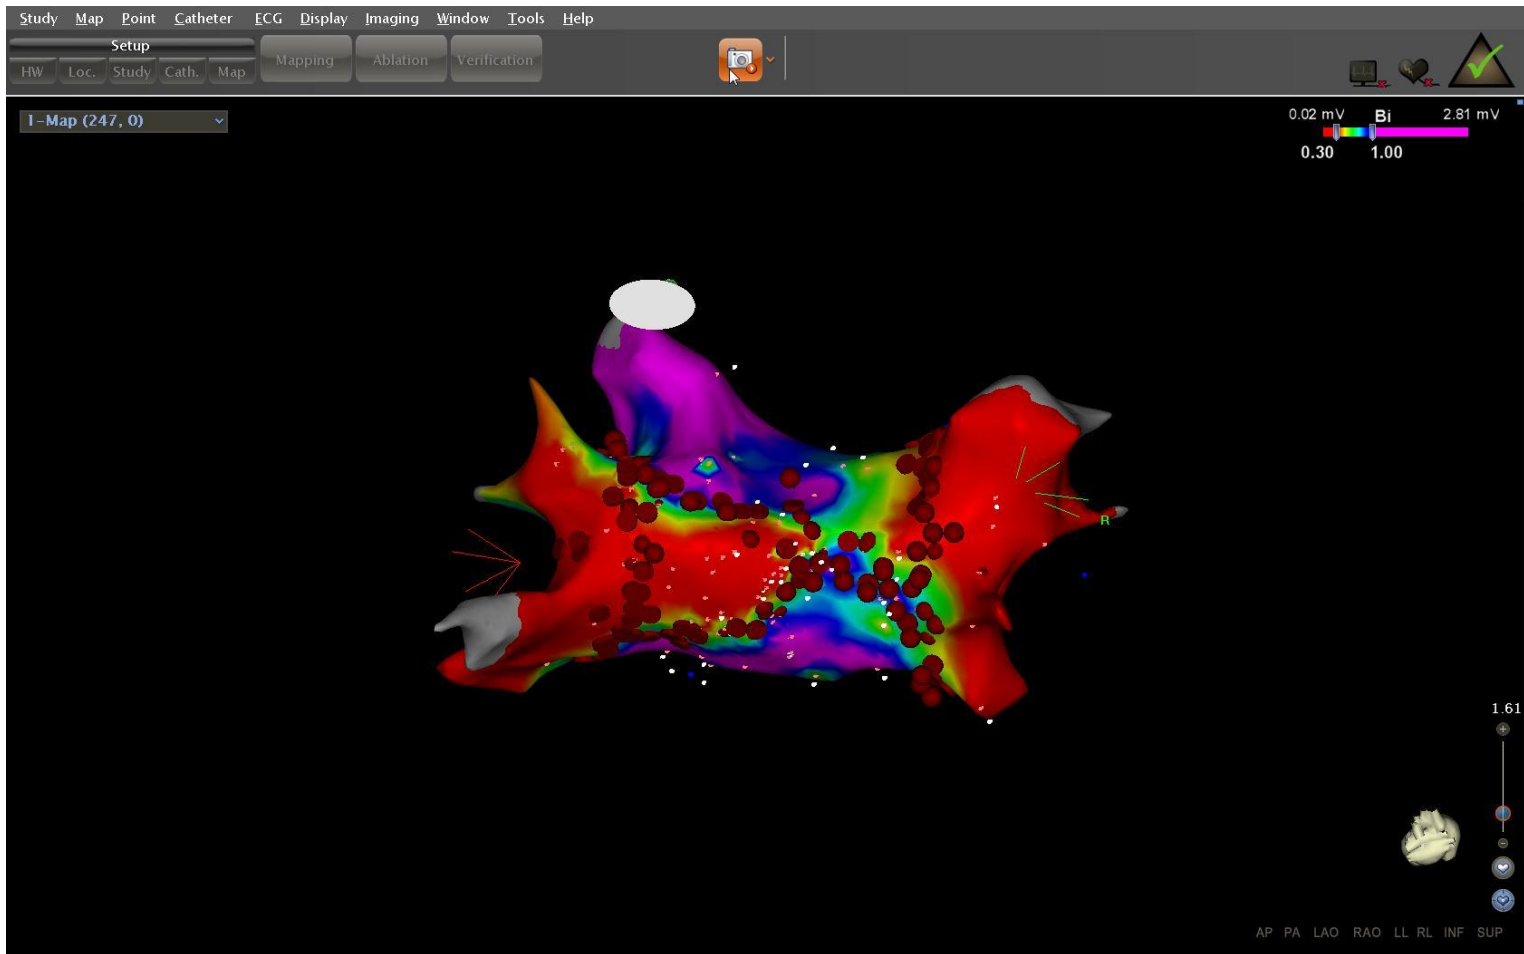 Study Map Point Catheter ECG Display Imaging Window Tools Help
Setup
HW Loc. Study Cath. Map
Mapping Ablation Verification
1-Map (247, 0)
0.02 mV Bi 2.81 mV
0.30 1.00
R
1.61
AP PA LAO RAO LL RL INF SUP